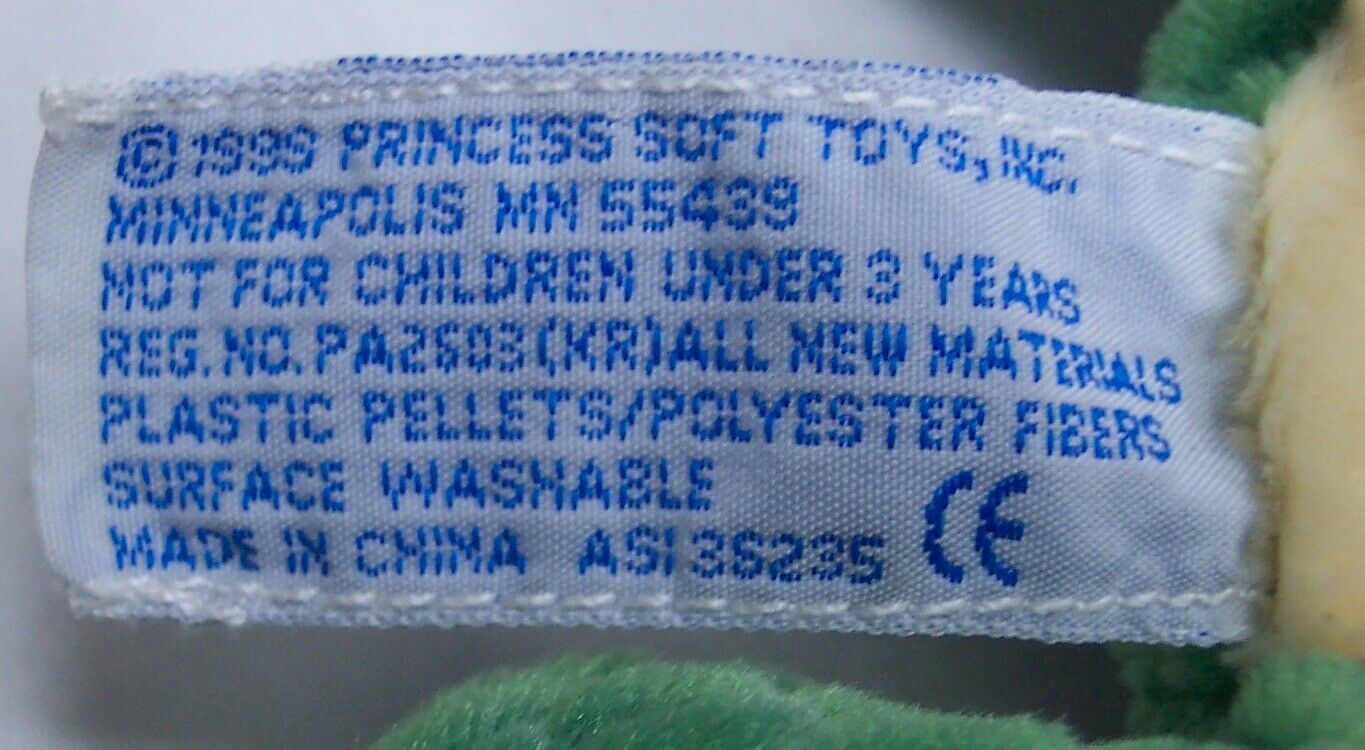 ©1999 PRINCESS SOFT TOYS, INC.
MINNEAPOLIS MN 55439
NOT FOR CHILDREN UNDER 3 YEARS
REG.NO.PA2603(KR)ALL NEW MATERIALS
PLASTIC PELLETS/POLYESTER FIBERS
SURFACE WASHABLE
MADE IN CHINA ASI 36235 CE